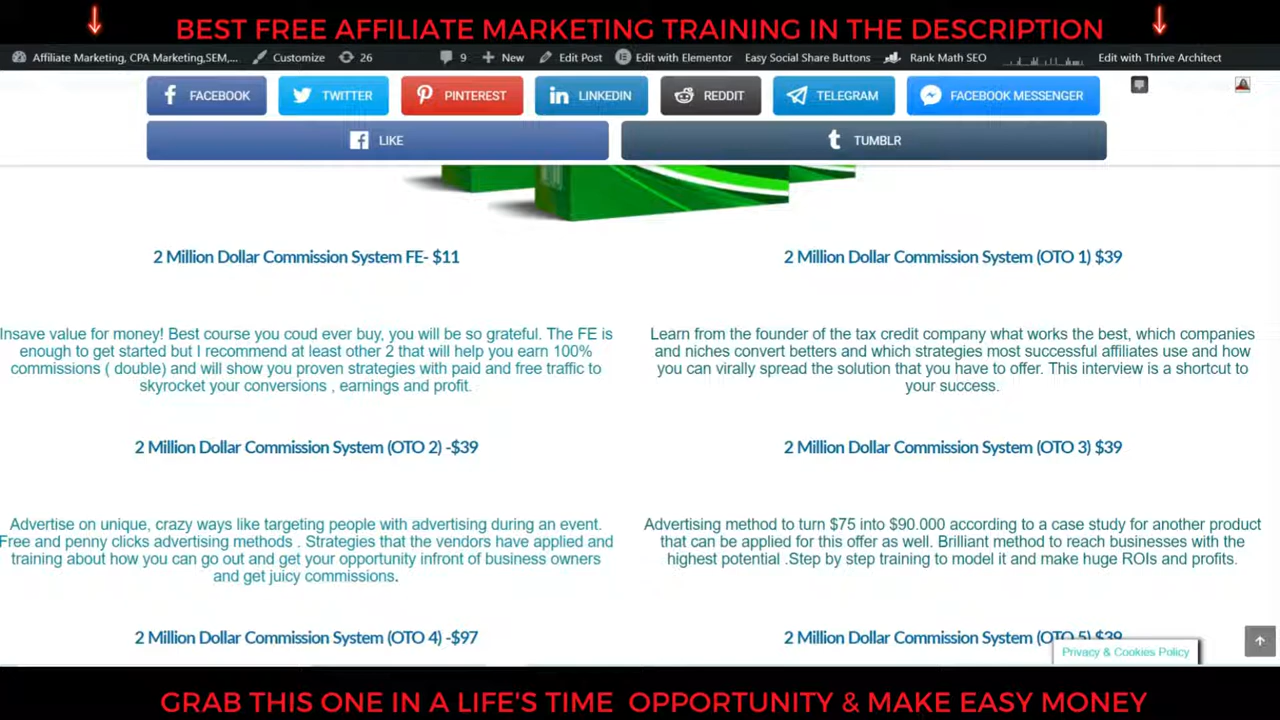 BEST FREE AFFILIATE MARKETING TRAINING IN THE DESCRIPTION
Affiliate Marketing, CPA Marketing,SEM,... Customize 26 9 New Edit Post Edit with Elementor Easy Social Share Buttons Rank Math SEO Edit with Thrive Architect
FACEBOOK TWITTER PINTEREST LINKEDIN REDDIT TELEGRAM FACEBOOK MESSENGER
LIKE TUMBLR
2 Million Dollar Commission System FE- $11
Insave value for money! Best course you coud ever buy, you will be so grateful. The FE is
enough to get started but I recommend at least other 2 that will help you earn 100%
commissions ( double) and will show you proven strategies with paid and free traffic to
skyrocket your conversions , earnings and profit.
2 Million Dollar Commission System (OTO 1) $39
Learn from the founder of the tax credit company what works the best, which companies
and niches convert betters and which strategies most successful affiliates use and how
you can virally spread the solution that you have to offer. This interview is a shortcut to
your success.
2 Million Dollar Commission System (OTO 2) -$39
Advertise on unique, crazy ways like targeting people with advertising during an event.
Free and penny clicks advertising methods . Strategies that the vendors have applied and
training about how you can go out and get your opportunity infront of business owners
and get juicy commissions.
2 Million Dollar Commission System (OTO 3) $39
Advertising method to turn $75 into $90.000 according to a case study for another product
that can be applied for this offer as well. Brilliant method to reach businesses with the
highest potential .Step by step training to model it and make huge ROIs and profits.
2 Million Dollar Commission System (OTO 4) -$97
2 Million Dollar Commission System (OTO 5) $39
Privacy & Cookies Policy
GRAB THIS ONE IN A LIFE'S TIME OPPORTUNITY & MAKE EASY MONEY